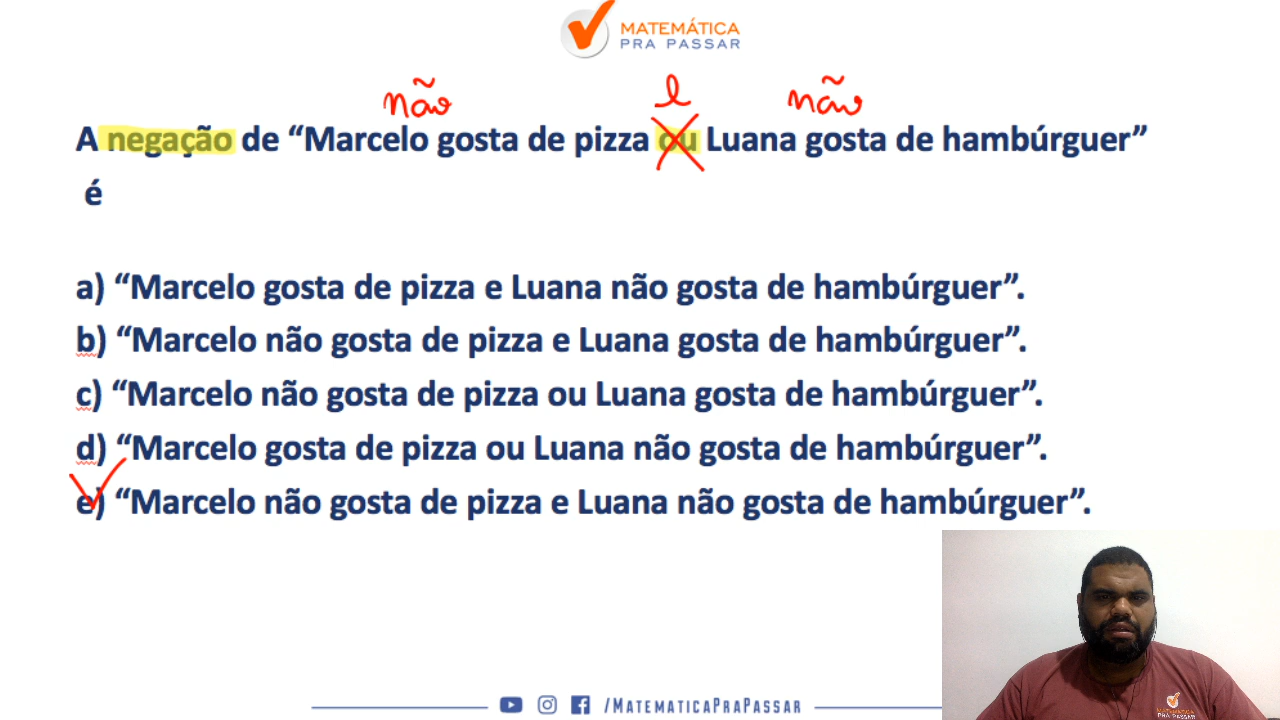 MATEMÁTICA
PRA PASSAR
não e não
A negação de “Marcelo gosta de pizza ou Luana gosta de hambúrguer”
é
a) “Marcelo gosta de pizza e Luana não gosta de hambúrguer”.
b) “Marcelo não gosta de pizza e Luana gosta de hambúrguer”.
c) “Marcelo não gosta de pizza ou Luana gosta de hambúrguer”.
d) “Marcelo gosta de pizza ou Luana não gosta de hambúrguer”.
e) “Marcelo não gosta de pizza e Luana não gosta de hambúrguer”.
MATEMÁTICA
PRA PASSAR
/MATEMATICAPRAPASSAR